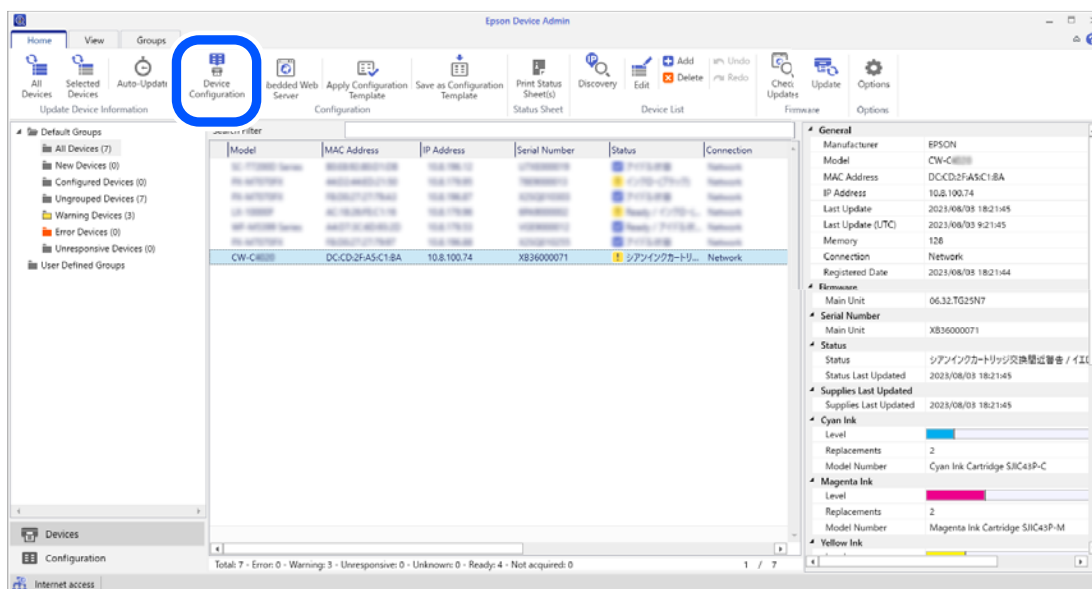 Epson Device Admin
Home View Groups
All Devices
Selected Devices
Auto-Update
Update Device Information
Device Configuration
bedded Web Server
Apply Configuration Template
Save as Configuration Template
Configuration
Print Status Sheet(s)
Status Sheet
Discovery
Edit
Add
Delete
Undo
Redo
Device List
Check Updates
Update
Firmware
Options
Options
Default Groups
All Devices (7)
New Devices (0)
Configured Devices (0)
Ungrouped Devices (7)
Warning Devices (3)
Error Devices (0)
Unresponsive Devices (0)
User Defined Groups
Devices
Configuration
Internet access
Search Filter
Model MAC Address IP Address Serial Number Status Connection
CW-C DC:CD:2F:A5:C1:BA 10.8.100.74 XB36000071 シアンインクカートリ... Network
Total: 7 - Error: 0 - Warning: 3 - Unresponsive: 0 - Unknown: 0 - Ready: 4 - Not acquired: 0
1 / 7
General
Manufacturer EPSON
Model CW-C
MAC Address DC:CD:2F:A5:C1:BA
IP Address 10.8.100.74
Last Update 2023/08/03 18:21:45
Last Update (UTC) 2023/08/03 9:21:45
Memory 128
Connection Network
Registered Date 2023/08/03 18:21:44
Firmware
Main Unit 06.32.TG25N7
Serial Number
Main Unit XB36000071
Status
Status シアンインクカートリッジ交換間近警告 / イエロ
Status Last Updated 2023/08/03 18:21:45
Supplies Last Updated
Supplies Last Updated 2023/08/03 18:21:45
Cyan Ink
Level
Replacements 2
Model Number Cyan Ink Cartridge SJIC43P-C
Magenta Ink
Level
Replacements 2
Model Number Magenta Ink Cartridge SJIC43P-M
Yellow Ink